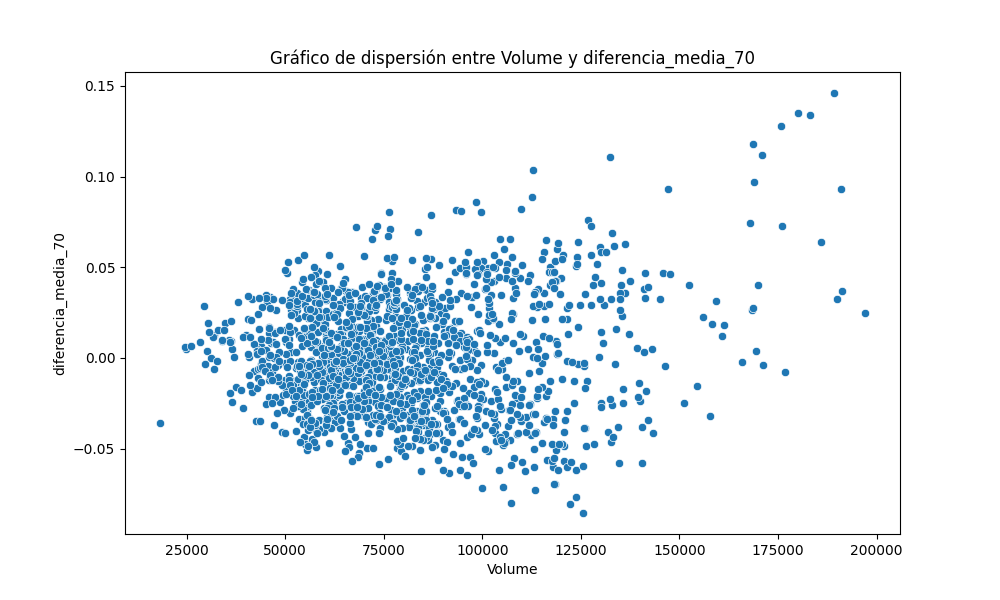 Gráfico de dispersión entre Volume y diferencia_media_70
0.15
0.10
0.05
0.00
−0.05
diferencia_media_70
25000 50000 75000 100000 125000 150000 175000 200000
Volume